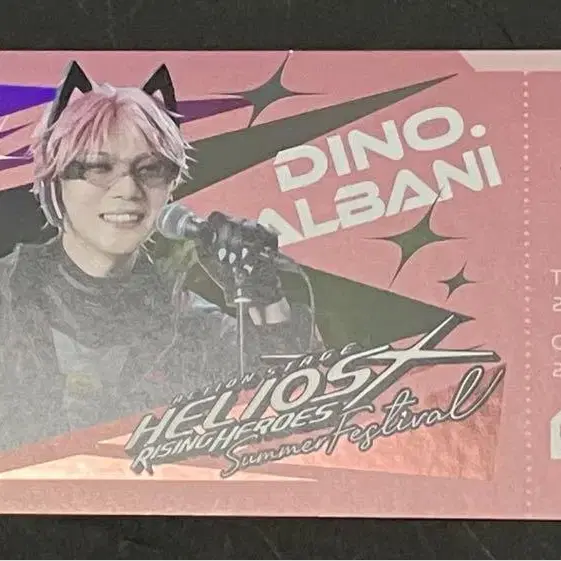 DINO.
ALBANI
ACTION STAGE
HELIOS
RISING HEROES
Summer Festival